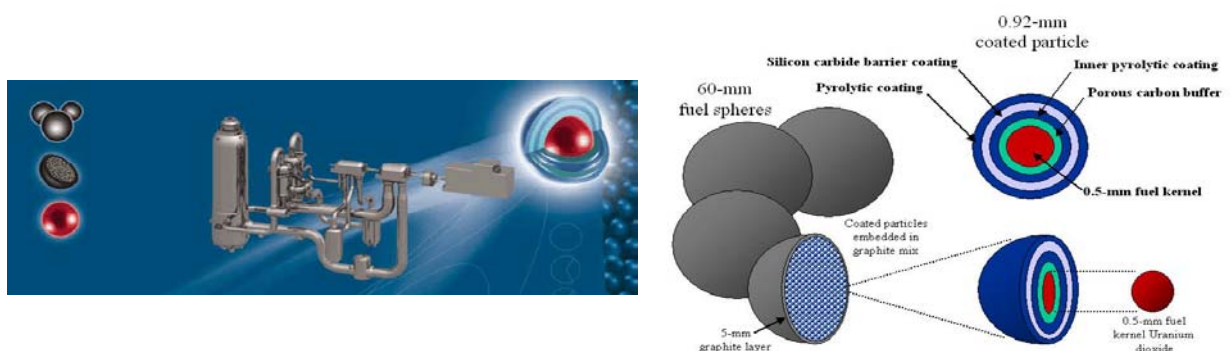 0.92-mm
coated particle
Silicon carbide barrier coating
Inner pyrolytic coating
60-mm
fuel spheres
Pyrolytic coating
Porous carbon buffer
0.5-mm fuel kernel
Coated particles
embedded in
graphite mix
5-mm
graphite layer
0.5-mm fuel
kernel Uranium
dioxide